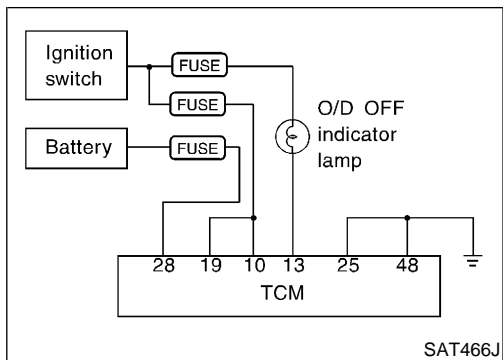 Ignition
switch
FUSE
FUSE
O/D OFF
indicator
lamp
Battery
FUSE
28 19 10 13 25 48
TCM
SAT466J